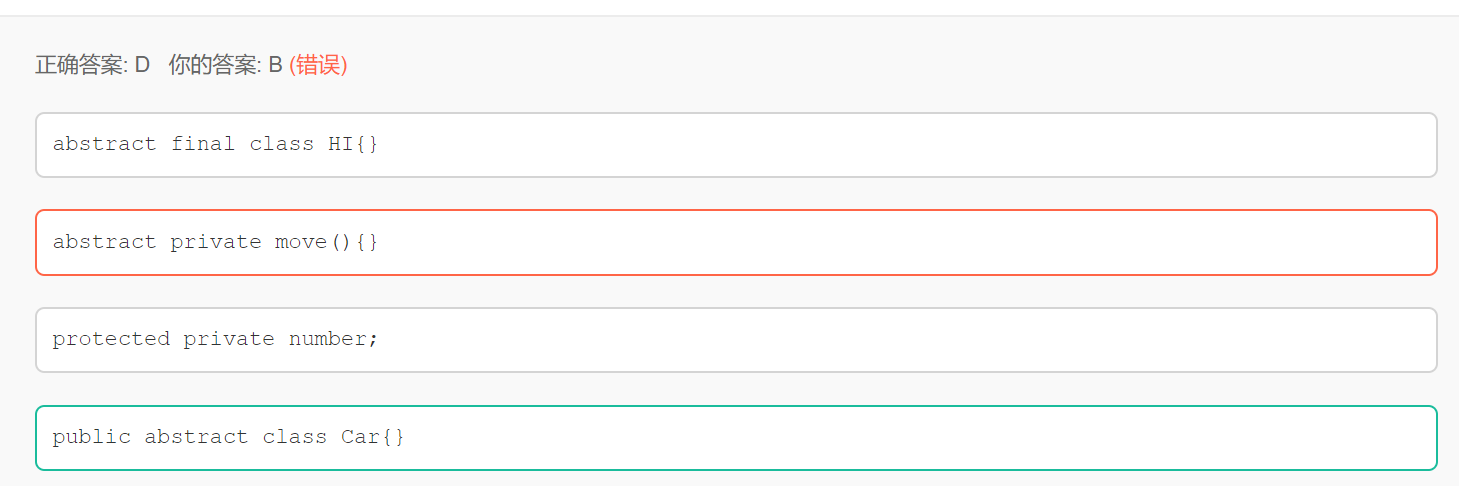 正确答案: D 你的答案: B (错误)
abstract final class HI{}
abstract private move(){}
protected private number;
public abstract class Car{}